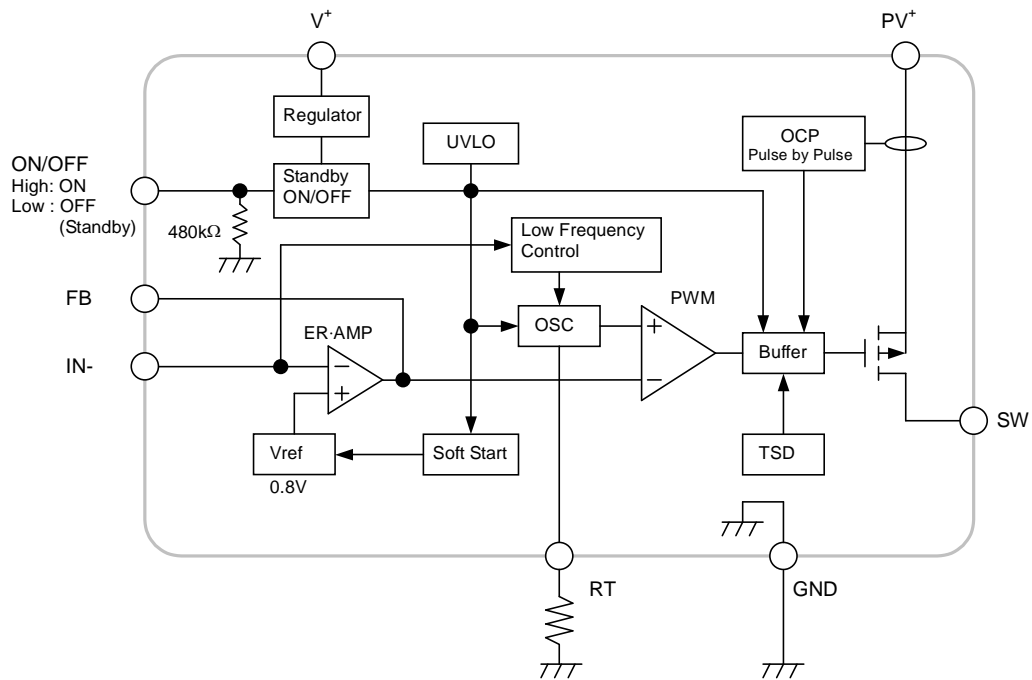 V+
PV+
Regulator
UVLO
OCP
Pulse by Pulse
ON/OFF
High: ON
Low : OFF
(Standby)
Standby
ON/OFF
480kΩ
Low Frequency
Control
FB
PWM
ER·AMP
+
OSC
Buffer
IN-
−
+
−
SW
Vref
Soft Start
TSD
0.8V
RT
GND